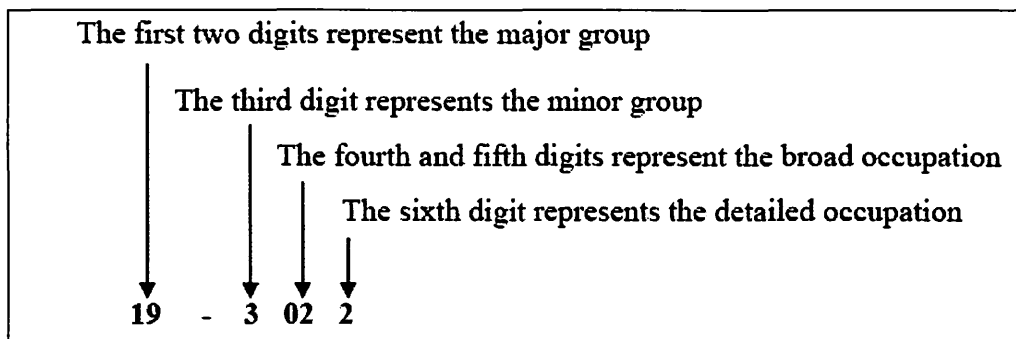 The first two digits represent the major group
The third digit represents the minor group
The fourth and fifth digits represent the broad occupation
The sixth digit represents the detailed occupation
19 - 3 02 2